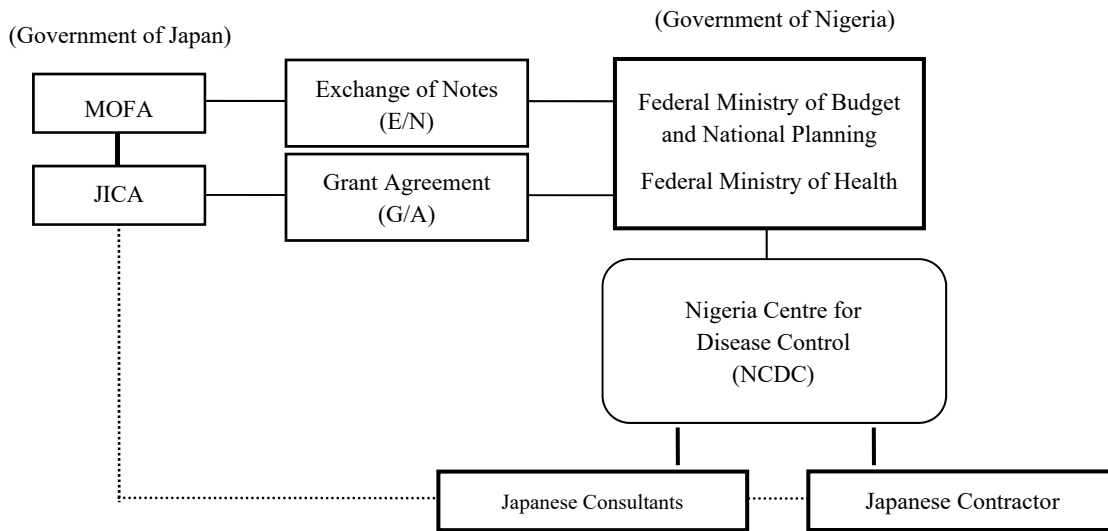 (Government of Japan)
(Government of Nigeria)
MOFA
Exchange of Notes
(E/N)
Federal Ministry of Budget
and National Planning
Federal Ministry of Health
JICA
Grant Agreement
(G/A)
Nigeria Centre for
Disease Control
(NCDC)
Japanese Consultants
Japanese Contractor